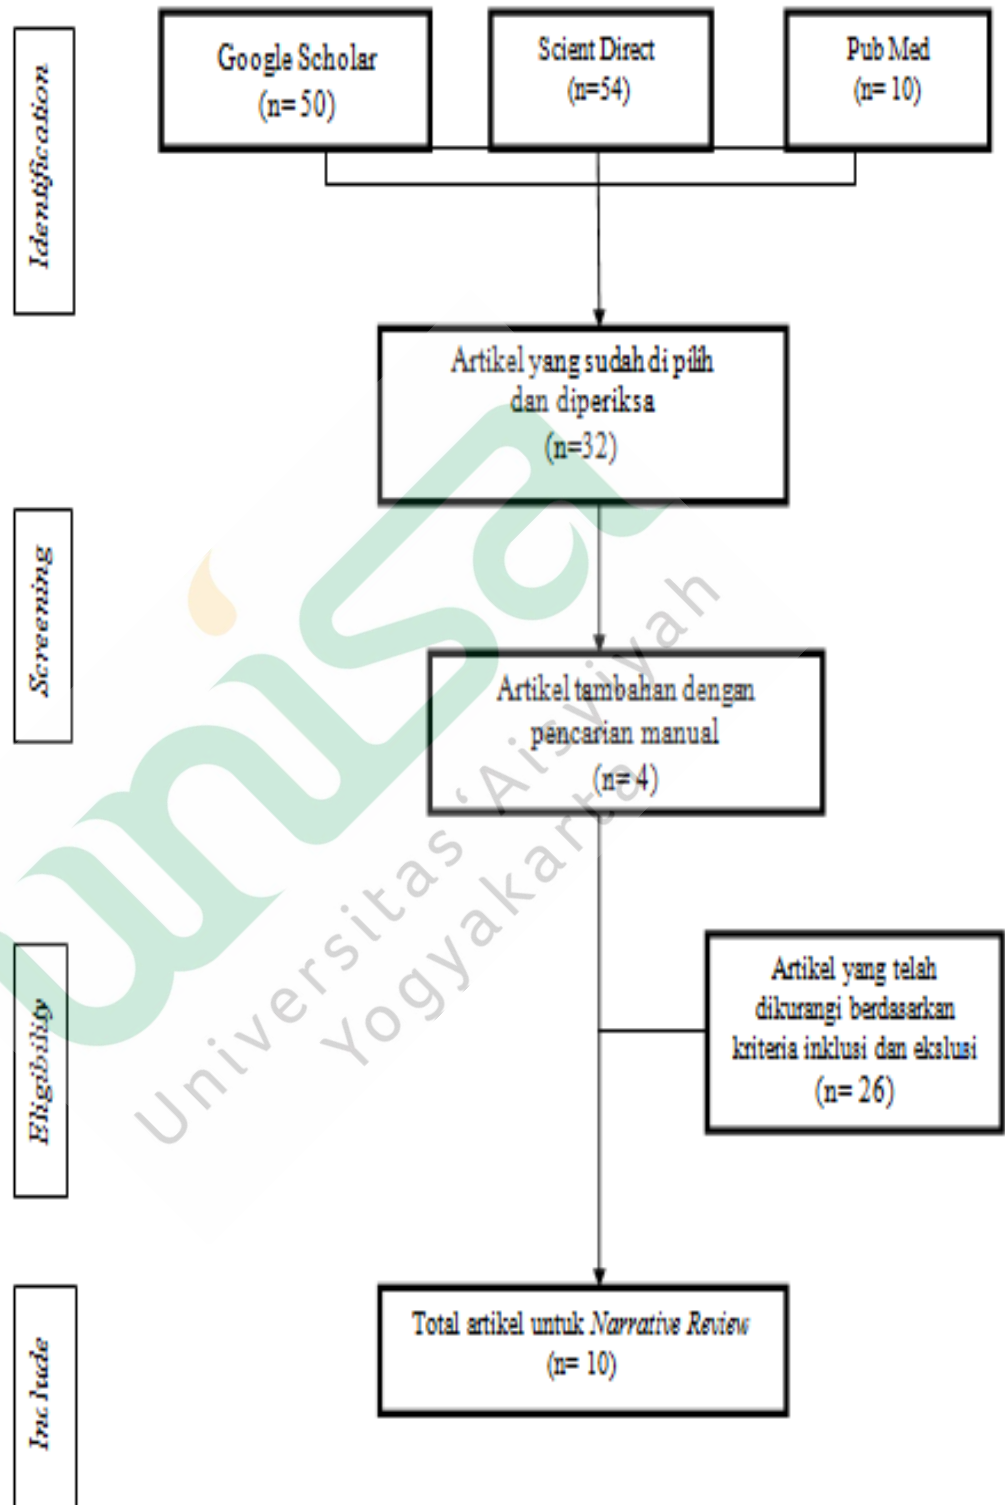 Identification
Google Scholar
(n= 50)
Scient Direct
(n=54)
Pub Med
(n= 10)
Artikel yang sudah di pilih
dan diperiksa
(n=32)
Screening
Artikel tambahan dengan
pencarian manual
(n= 4)
Eligibility
Artikel yang telah
dikurangi berdasarkan
kriteria inklusi dan ekslusi
(n= 26)
Include
Total artikel untuk Narrative Review
(n= 10)
unisa
Universitas ‘Aisyiyah
Yogyakarta